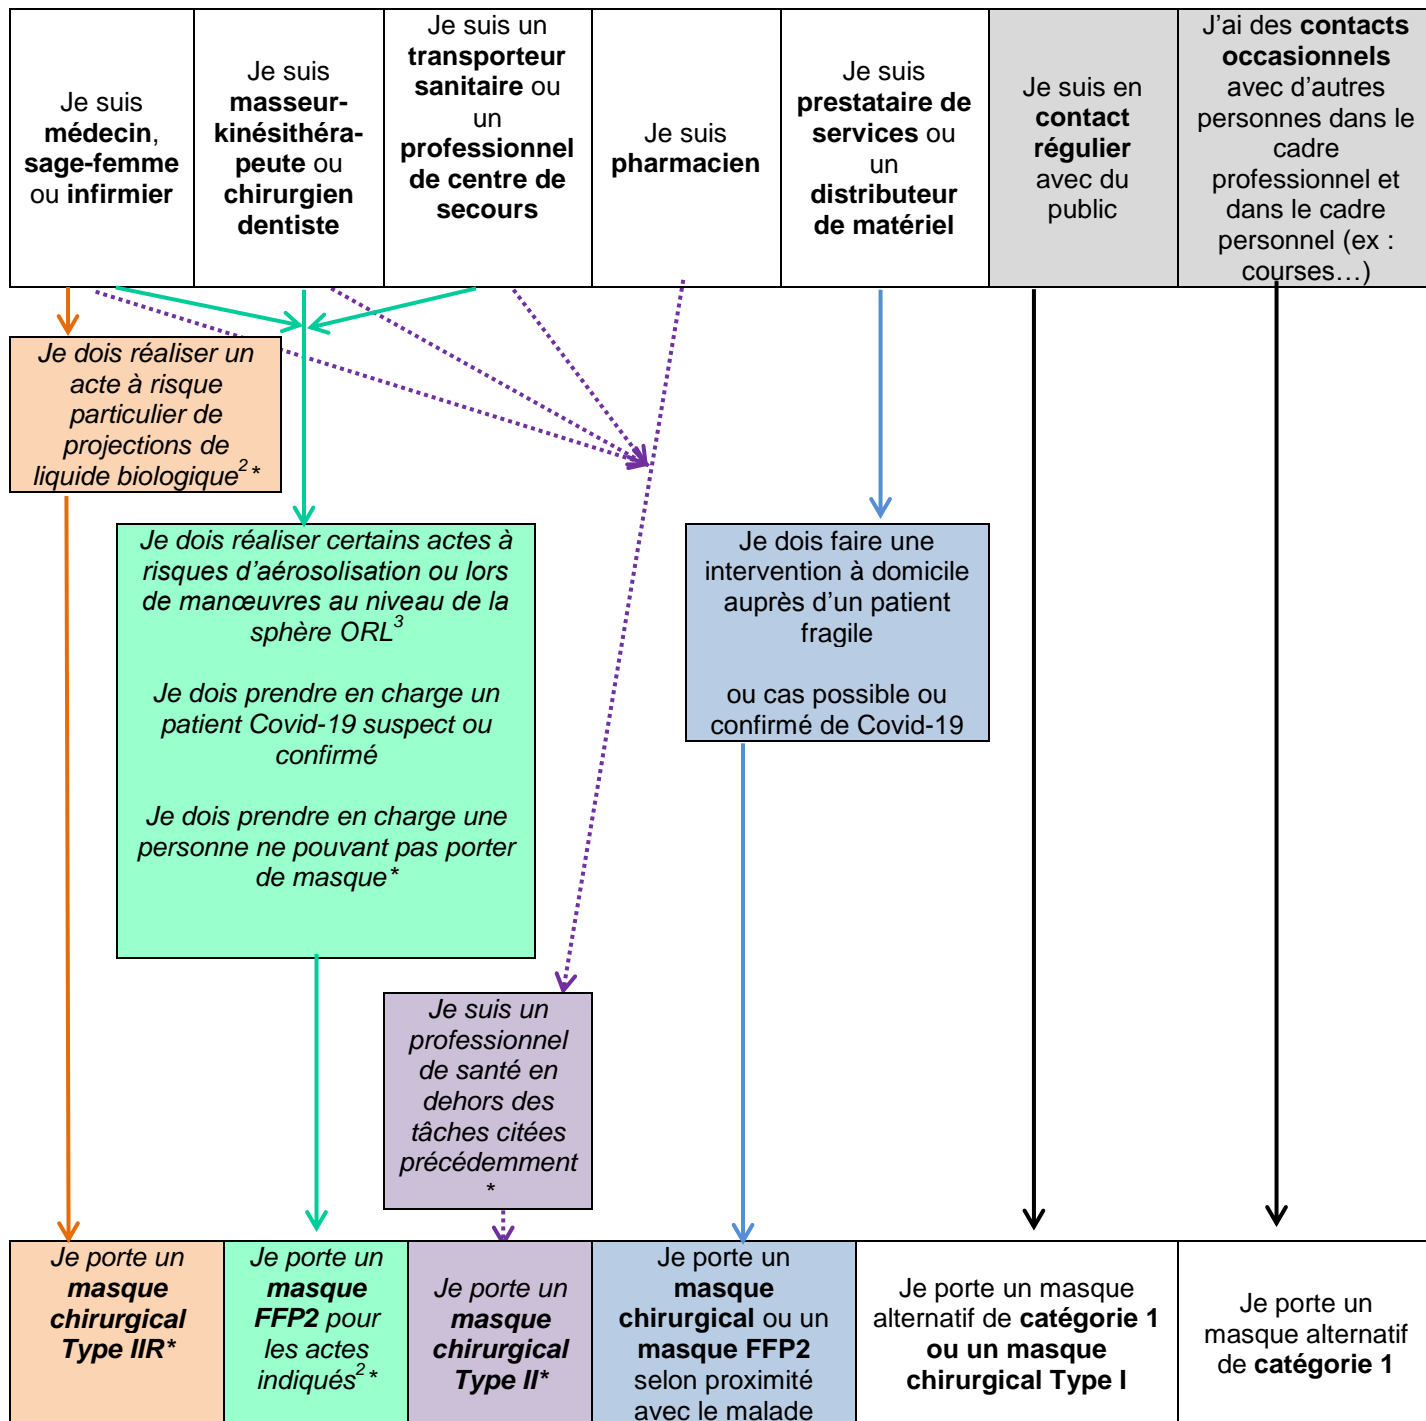 Je suis
médecin,
sage-femme
ou infirmier
Je suis
masseur-
kinésithéra-
peute ou
chirurgien
dentiste
Je suis un
transporteur
sanitaire ou
un
professionnel
de centre de
secours
Je suis
pharmacien
Je suis
prestataire de
services ou
un
distributeur
de matériel
Je suis en
contact
régulier
avec du
public
J’ai des contacts
occasionnels
avec d’autres
personnes dans le
cadre
professionnel et
dans le cadre
personnel (ex :
courses…)
Je dois réaliser un
acte à risque
particulier de
projections de
liquide biologique² *
Je dois réaliser certains actes à
risques d’aérosolisation ou lors
de manœuvres au niveau de la
sphère ORL³
Je dois prendre en charge un
patient Covid-19 suspect ou
confirmé
Je dois prendre en charge une
personne ne pouvant pas porter
de masque*
Je dois faire une
intervention à domicile
auprès d’un patient
fragile
ou cas possible ou
confirmé de Covid-19
Je suis un
professionnel
de santé en
dehors des
tâches citées
précédemment
*
Je porte un
masque
chirurgical
Type IIR*
Je porte un
masque
FFP2 pour
les actes
indiqués² *
Je porte un
masque
chirurgical
Type II*
Je porte un
masque
chirurgical ou un
masque FFP2
selon proximité
avec le malade
Je porte un masque
alternatif de catégorie 1
ou un masque
chirurgical Type I
Je porte un
masque alternatif
de catégorie 1